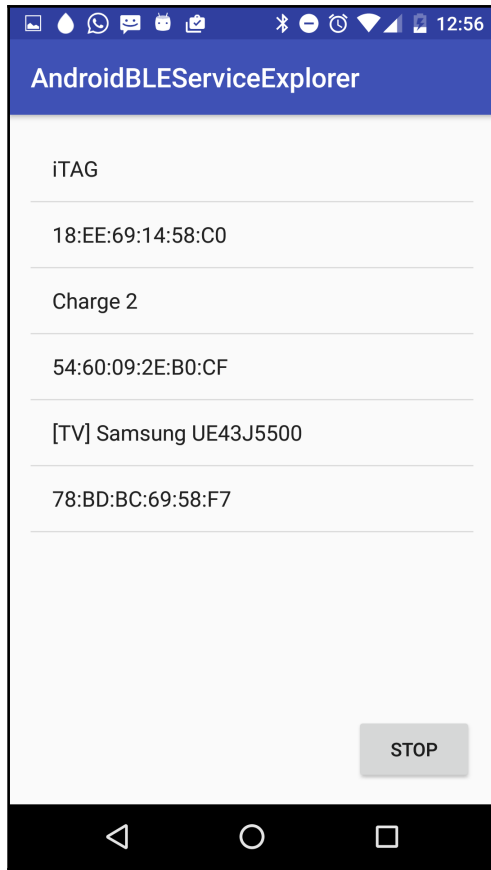 12:56
AndroidBLEServiceExplorer
iTAG
18:EE:69:14:58:C0
Charge 2
54:60:09:2E:B0:CF
[TV] Samsung UE43J5500
78:BD:BC:69:58:F7
STOP